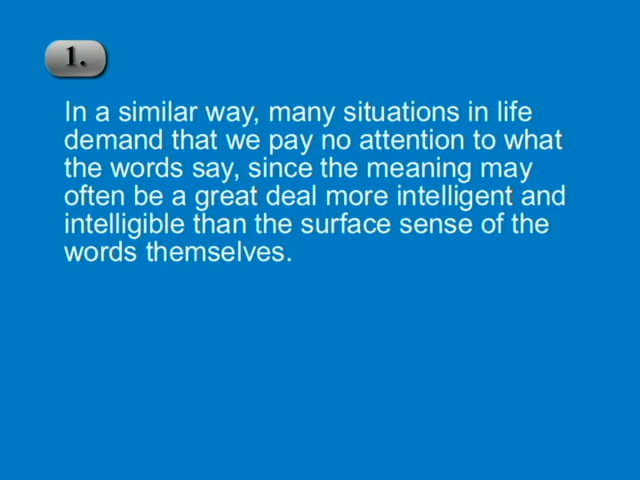 1.
In a similar way, many situations in life
demand that we pay no attention to what
the words say, since the meaning may
often be a great deal more intelligent and
intelligible than the surface sense of the
words themselves.